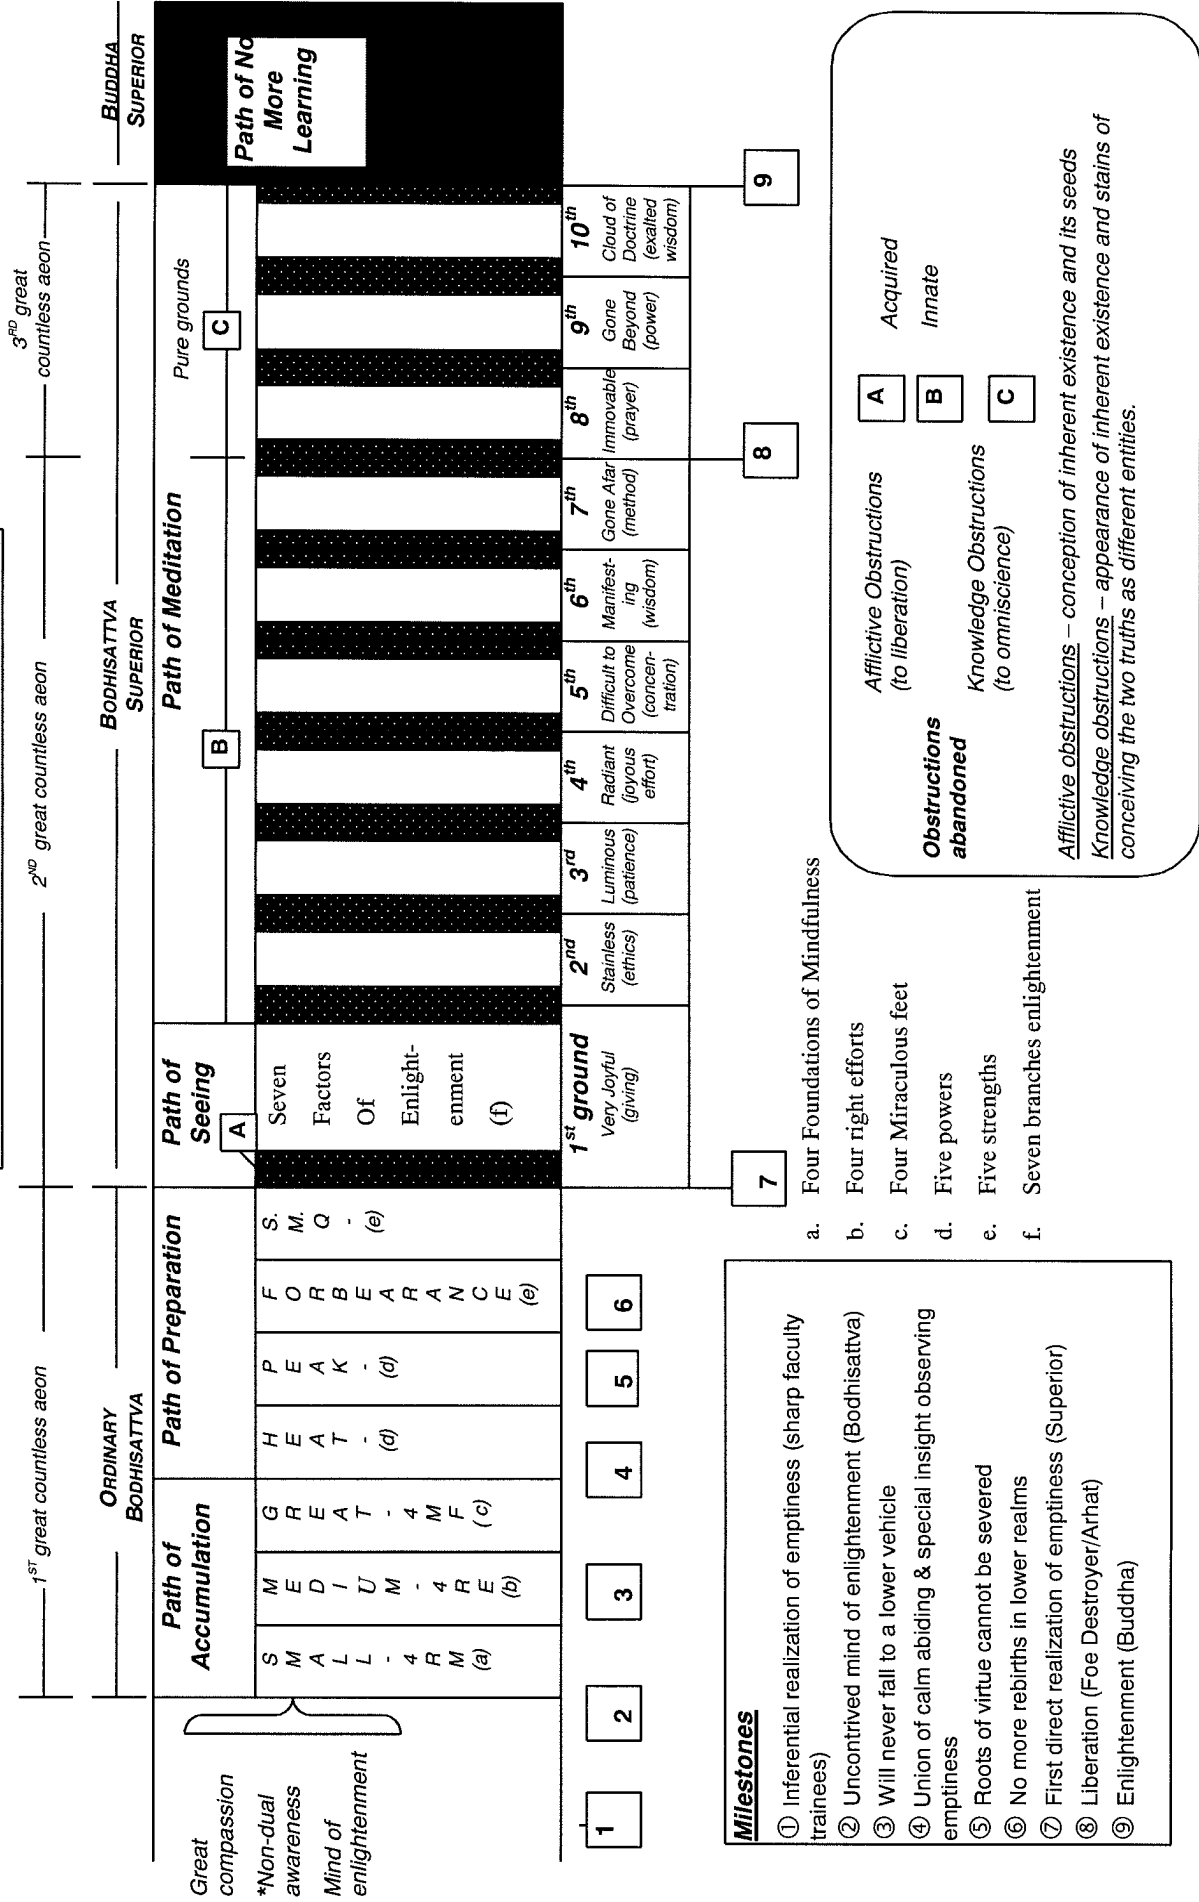 1ST great countless aeon
2ND great countless aeon
3RD great
countless aeon
ORDINARY
BODHISATTVA
BODHISATTVA
SUPERIOR
BUDDHA
SUPERIOR
Great
compassion
*Non-dual
awareness
Mind of
enlightenment
Path of
Accumulation
Path of Preparation
Path of
Seeing
Path of Meditation
Pure grounds
Path of No
More
Learning
A
B
C
SMALL-4RM
(a)
MEDIUM-4RE
(b)
GREAT-4MF
(c)
HEAT-
(d)
PEAK-
(d)
FORBEARANCE
(e)
S.M.Q-
(e)
Seven
Factors
Of
Enlight-
enment
(f)
1st ground
Very Joyful
(giving)
2nd
Stainless
(ethics)
3rd
Luminous
(patience)
4th
Radiant
(joyous
effort)
5th
Difficult to
Overcome
(concen-
tration)
6th
Manifest-
ing
(wisdom)
7th
Gone Afar
(method)
8th
Immovable
(prayer)
9th
Gone
Beyond
(power)
10th
Cloud of
Doctrine
(exalted
wisdom)
1
2
3
4
5
6
7
8
9
Milestones
① Inferential realization of emptiness (sharp faculty
trainees)
② Uncontrived mind of enlightenment (Bodhisattva)
③ Will never fall to a lower vehicle
④ Union of calm abiding & special insight observing
emptiness
⑤ Roots of virtue cannot be severed
⑥ No more rebirths in lower realms
⑦ First direct realization of emptiness (Superior)
⑧ Liberation (Foe Destroyer/Arhat)
⑨ Enlightenment (Buddha)
a. Four Foundations of Mindfulness
b. Four right efforts
c. Four Miraculous feet
d. Five powers
e. Five strengths
f. Seven branches enlightenment
Obstructions
abandoned
Afflictive Obstructions
(to liberation)
A
Acquired
B
Innate
Knowledge Obstructions
(to omniscience)
C
Afflictive obstructions – conception of inherent existence and its seeds
Knowledge obstructions – appearance of inherent existence and stains of
conceiving the two truths as different entities.